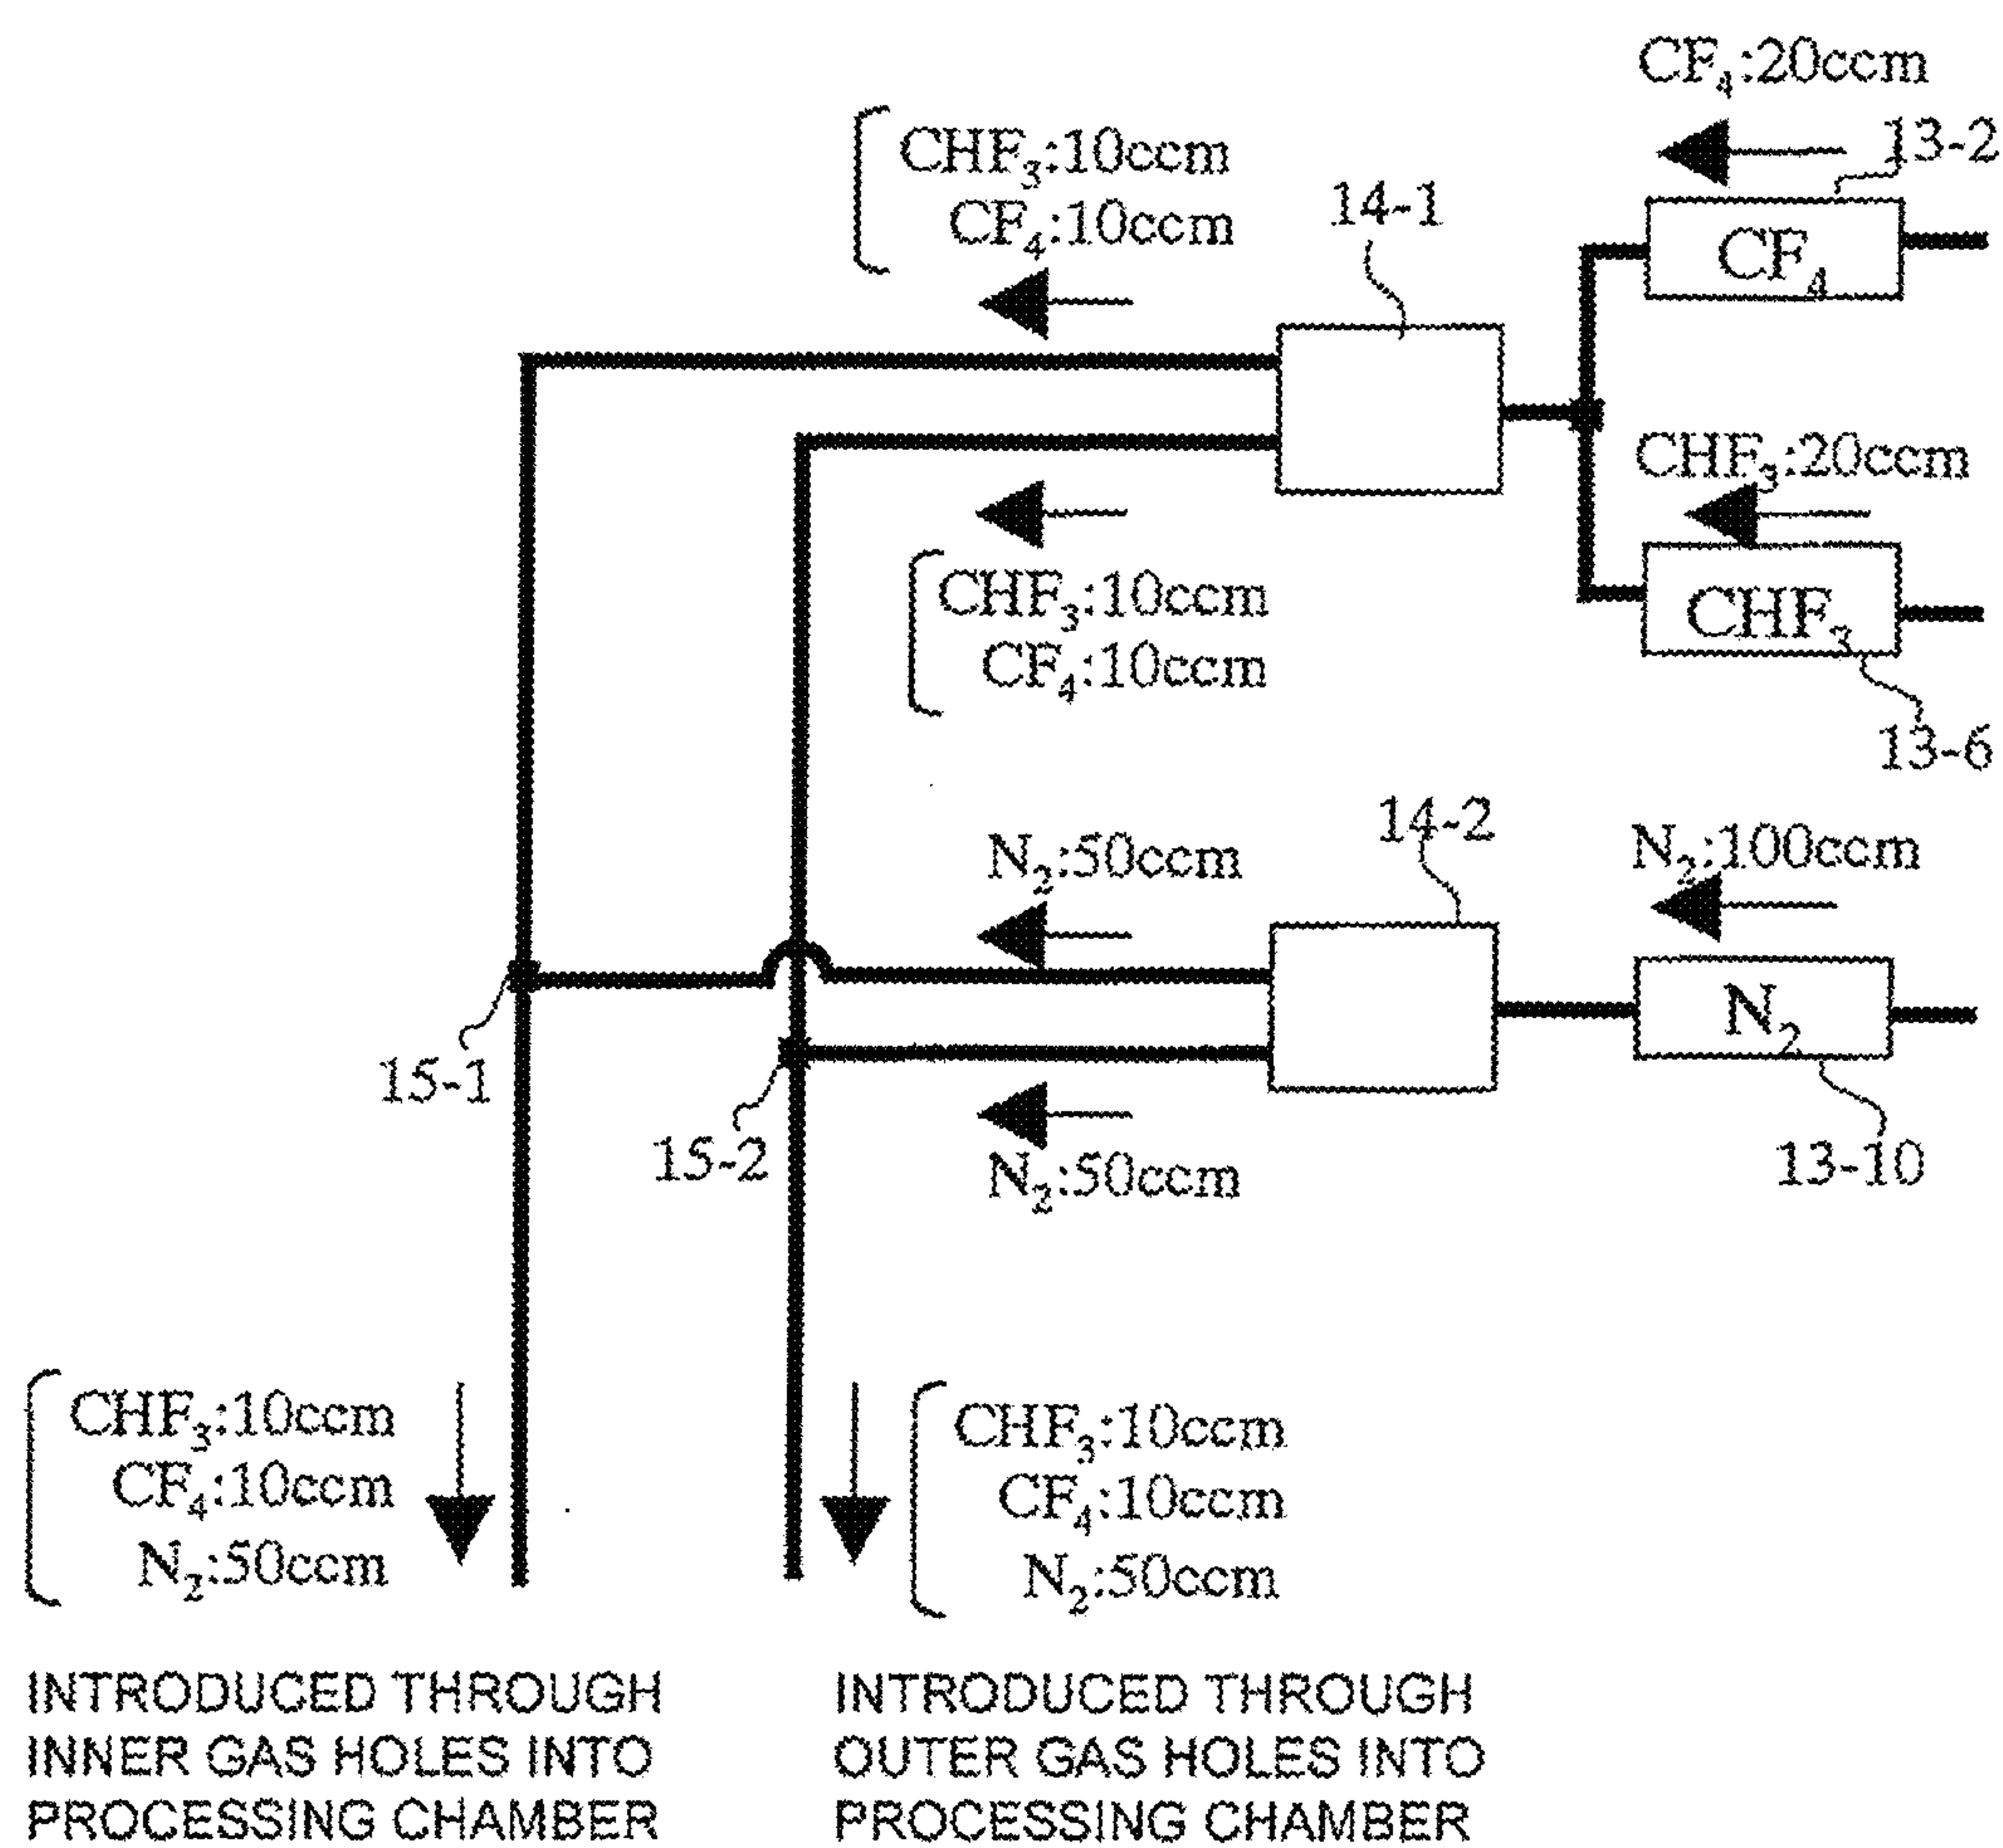 CF₄:20ccm
13-2
CHF₃:10ccm
CF₄:10ccm
14-1
CF₄
CHF₃:20ccm
CHF₃:10ccm
CF₄:10ccm
CHF₃
13-6
14-2
N₂:50ccm
N₂:100ccm
N₂
15-1
15-2
N₂:50ccm
13-10
CHF₃:10ccm
CF₄:10ccm
N₂:50ccm
CHF₃:10ccm
CF₄:10ccm
N₂:50ccm
INTRODUCED THROUGH
INNER GAS HOLES INTO
PROCESSING CHAMBER
INTRODUCED THROUGH
OUTER GAS HOLES INTO
PROCESSING CHAMBER